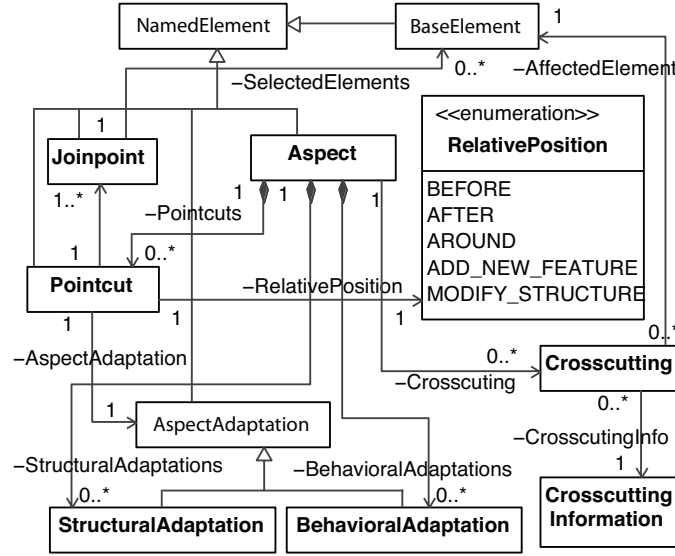 NamedElement
BaseElement
1
−SelectedElements
0..*
−AffectedElement
<<enumeration>>
RelativePosition
BEFORE
AFTER
AROUND
ADD_NEW_FEATURE
MODIFY_STRUCTURE
1
Joinpoint
Aspect
1..*
1
1
1
−Pointcuts
1
0..*
Pointcut
−RelativePosition
1
1
1
0..*
−AspectAdaptation
0..*
Crosscutting
−Crosscuting
0..*
1
AspectAdaptation
−CrosscutingInfo
−StructuralAdaptations
−BehavioralAdaptations
1
0..*
0..*
Crosscutting
Information
StructuralAdaptation
BehavioralAdaptation